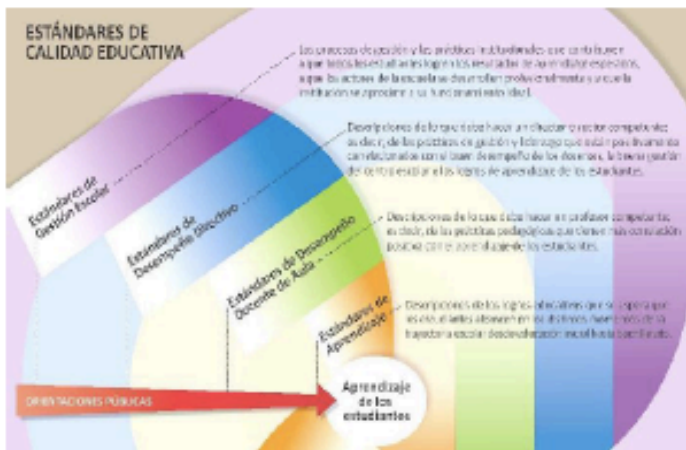 ESTÁNDARES DE
CALIDAD EDUCATIVA
Los procesos de gestión y las prácticas institucionales que contribuyen
a que todos los estudiantes logren los resultados de aprendizaje esperados,
a que los actores de la escuela se desarrollen profesionalmente y a que la
institución se aproxime a su funcionamiento ideal.
Descripciones de lo que debe hacer un director o rector competente;
es decir, de las prácticas de gestión y liderazgo que están positivamente
correlacionadas con el buen desempeño de los docentes, la buena gestión
del centro escolar y los logros de aprendizaje de los estudiantes.
Descripciones de lo que debe hacer un profesor competente;
es decir, de las prácticas pedagógicas que tienen más correlación
positiva con el aprendizaje de los estudiantes.
Descripciones de los logros educativos que se espera que
los estudiantes alcancen en los distintos momentos de la
trayectoria escolar desde educación inicial hasta bachillerato.
Estándares de
Gestión Escolar
Estándares de
Desempeño Directivo
Estándares de Desempeño
Docente de Aula
Estándares de
Aprendizaje
ORIENTACIONES PÚBLICAS
Aprendizaje
de los
estudiantes